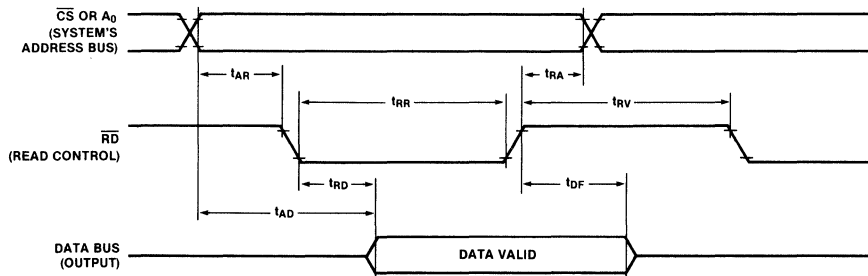 CS OR A0
(SYSTEM'S
ADDRESS BUS)
tAR
tRA
tRR
tRV
RD
(READ CONTROL)
tRD
tDF
tAD
DATA BUS
(OUTPUT)
DATA VALID